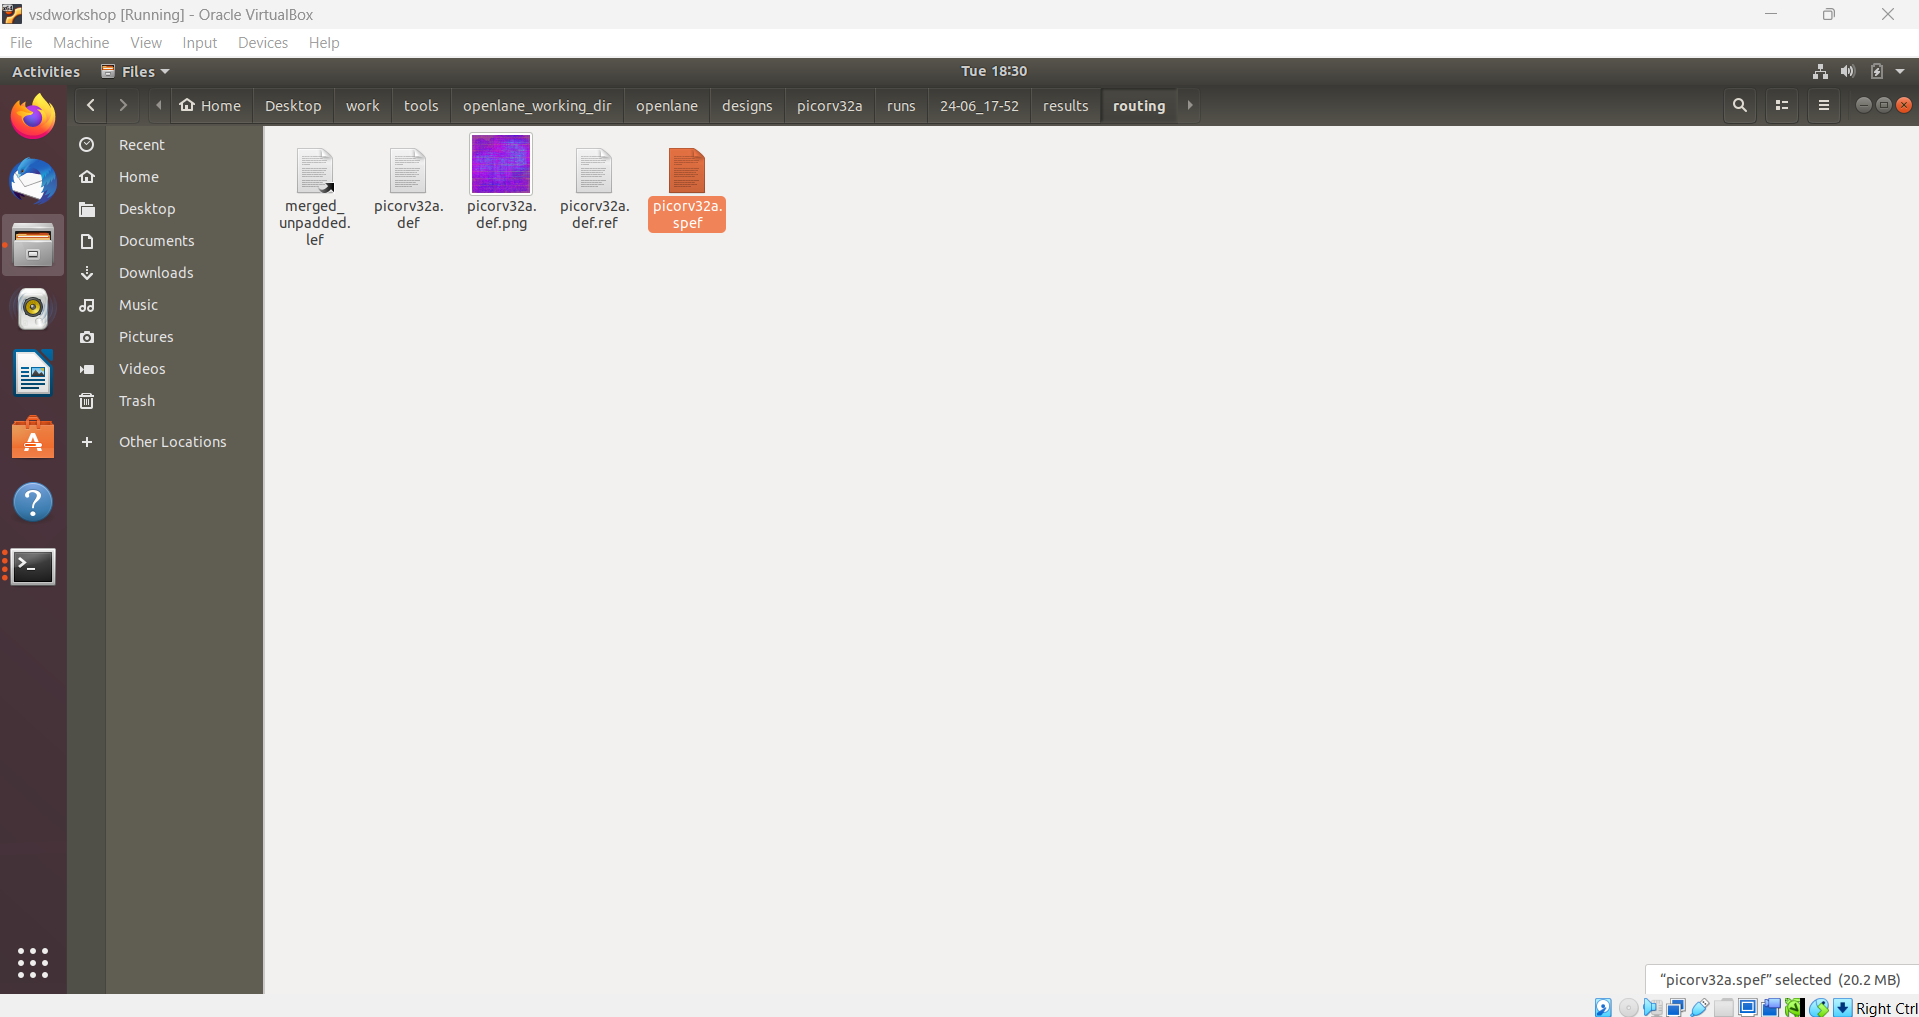 vsdworkshop [Running] - Oracle VirtualBox
File Machine View Input Devices Help
Activities Files Tue 18:30
Home Desktop work tools openlane_working_dir openlane designs picorv32a runs 24-06_17-52 results routing
Recent
Home
Desktop
Documents
Downloads
Music
Pictures
Videos
Trash
Other Locations
merged_
unpadded.
lef
picorv32a.
def
picorv32a.
def.png
picorv32a.
def.ref
picorv32a.
spef
“picorv32a.spef” selected (20.2 MB)
Right Ctrl